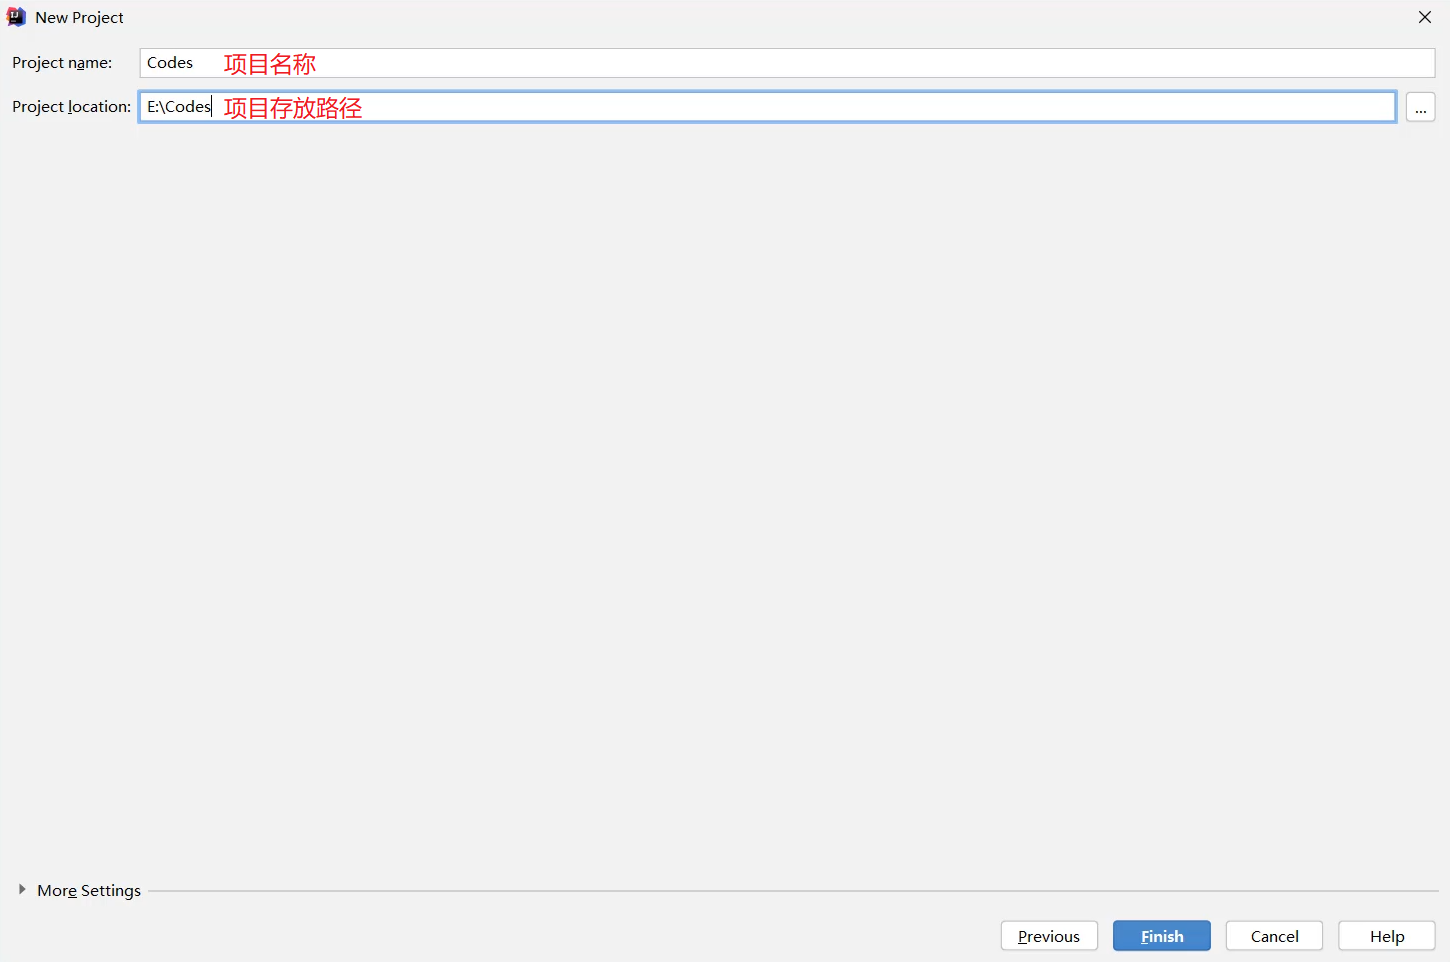 New Project
Project name: Codes 项目名称
Project location: E:\Codes 项目存放路径 ...
More Settings
Previous Finish Cancel Help